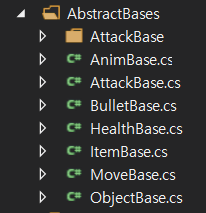 AbstractBases
AttackBase
C# AnimBase.cs
C# AttackBase.cs
C# BulletBase.cs
C# HealthBase.cs
C# ItemBase.cs
C# MoveBase.cs
C# ObjectBase.cs